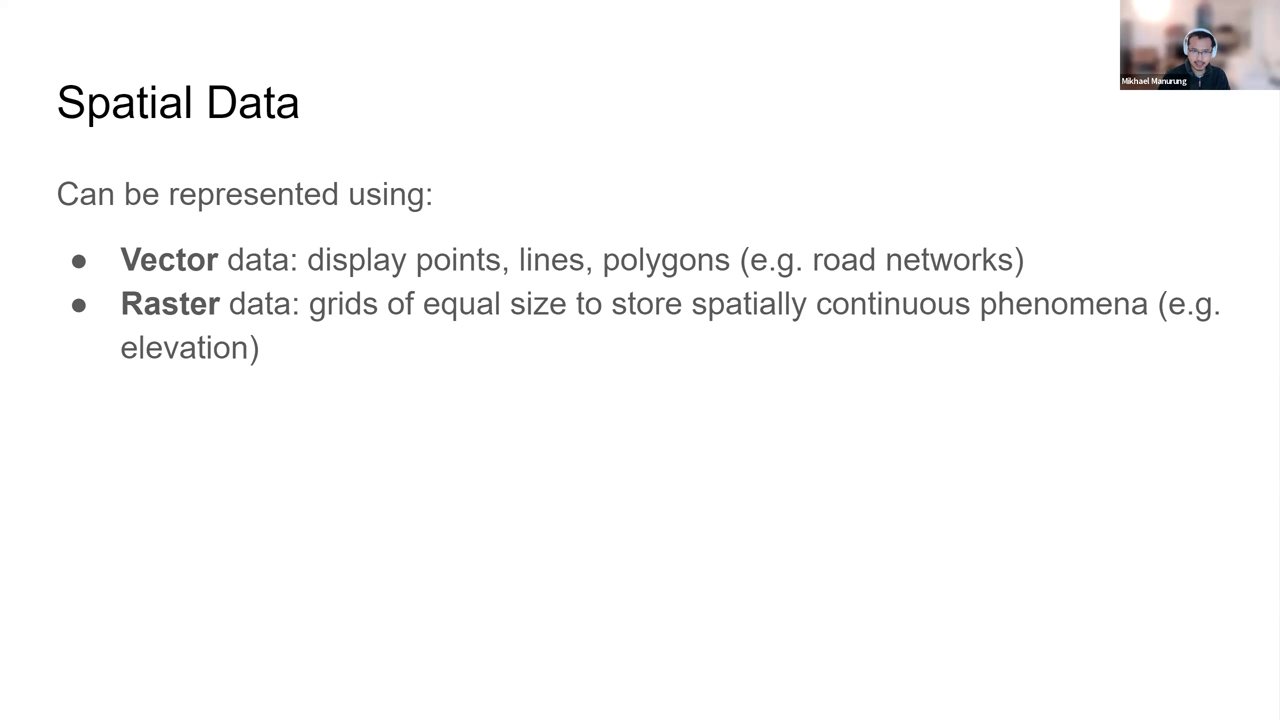 Mikhael Manurung
Spatial Data
Can be represented using:
● Vector data: display points, lines, polygons (e.g. road networks)
● Raster data: grids of equal size to store spatially continuous phenomena (e.g.
elevation)